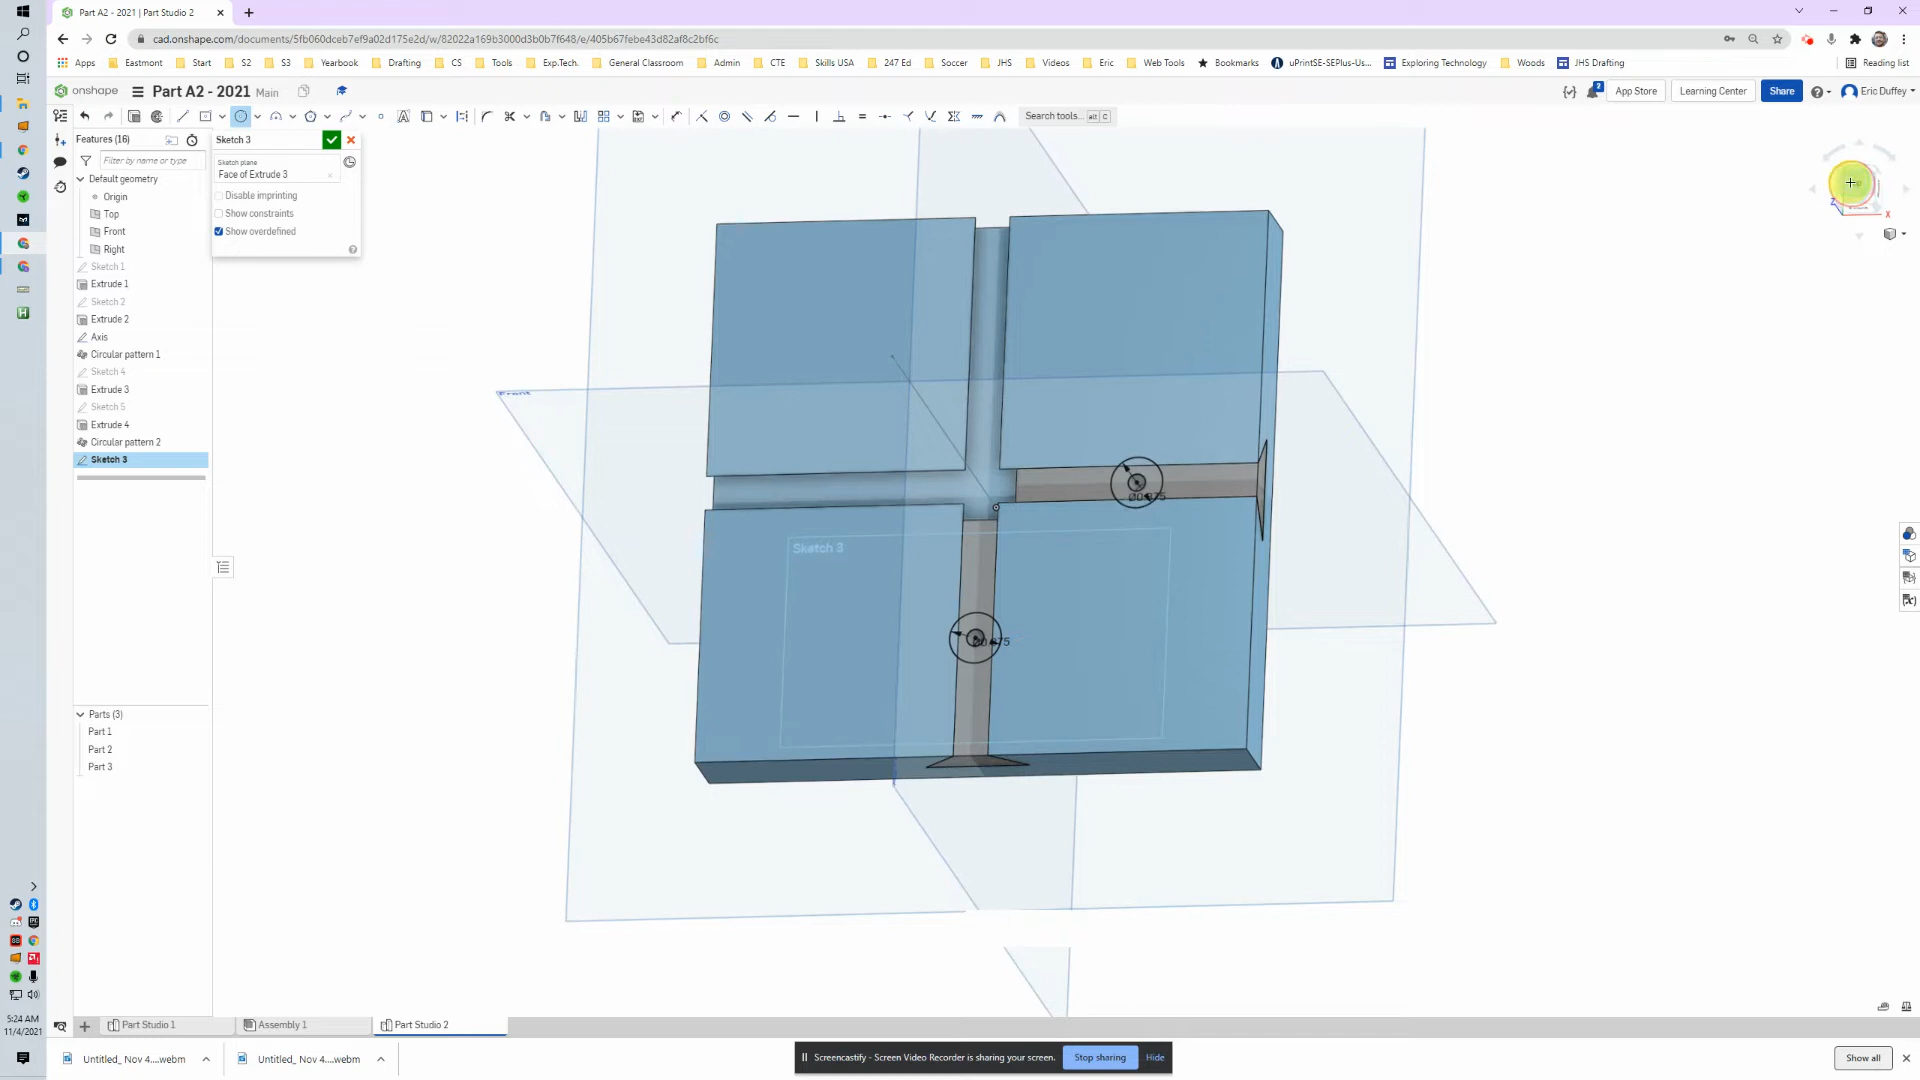 Part A2 - 2021 | Part Studio 2
cad.onshape.com/documents/5fb060dceb7ef9a02d175e2d/w/82022a169b3000d3b0b7f648/e/405b67febe43d82af8c2bf6c
Apps Eastmont Start S2 S3 Yearbook Drafting CS Tools Exp.Tech. General Classroom Admin CTE Skills USA 247 Ed Soccer JHS Videos Eric Web Tools Bookmarks uPrintSE-SEPlus-Us... Exploring Technology Woods JHS Drafting Reading list
onshape Part A2 - 2021 Main App Store Learning Center Share Eric Duffey
2
Search tools... alt C
Features (16)
Filter by name or type
Default geometry
Origin
Top
Front
Right
Sketch 1
Extrude 1
Sketch 2
Extrude 2
Axis
Circular pattern 1
Sketch 4
Extrude 3
Sketch 5
Extrude 4
Circular pattern 2
Sketch 3
Parts (3)
Part 1
Part 2
Part 3
Sketch 3
Sketch plane
Face of Extrude 3
Disable imprinting
Show constraints
Show overdefined
Front
Sketch 3
Z
X
Part Studio 1 Assembly 1 Part Studio 2
5:24 AM
11/4/2021
Untitled_ Nov 4....webm Untitled_ Nov 4....webm
Screencastify - Screen Video Recorder is sharing your screen. Stop sharing Hide
Show all